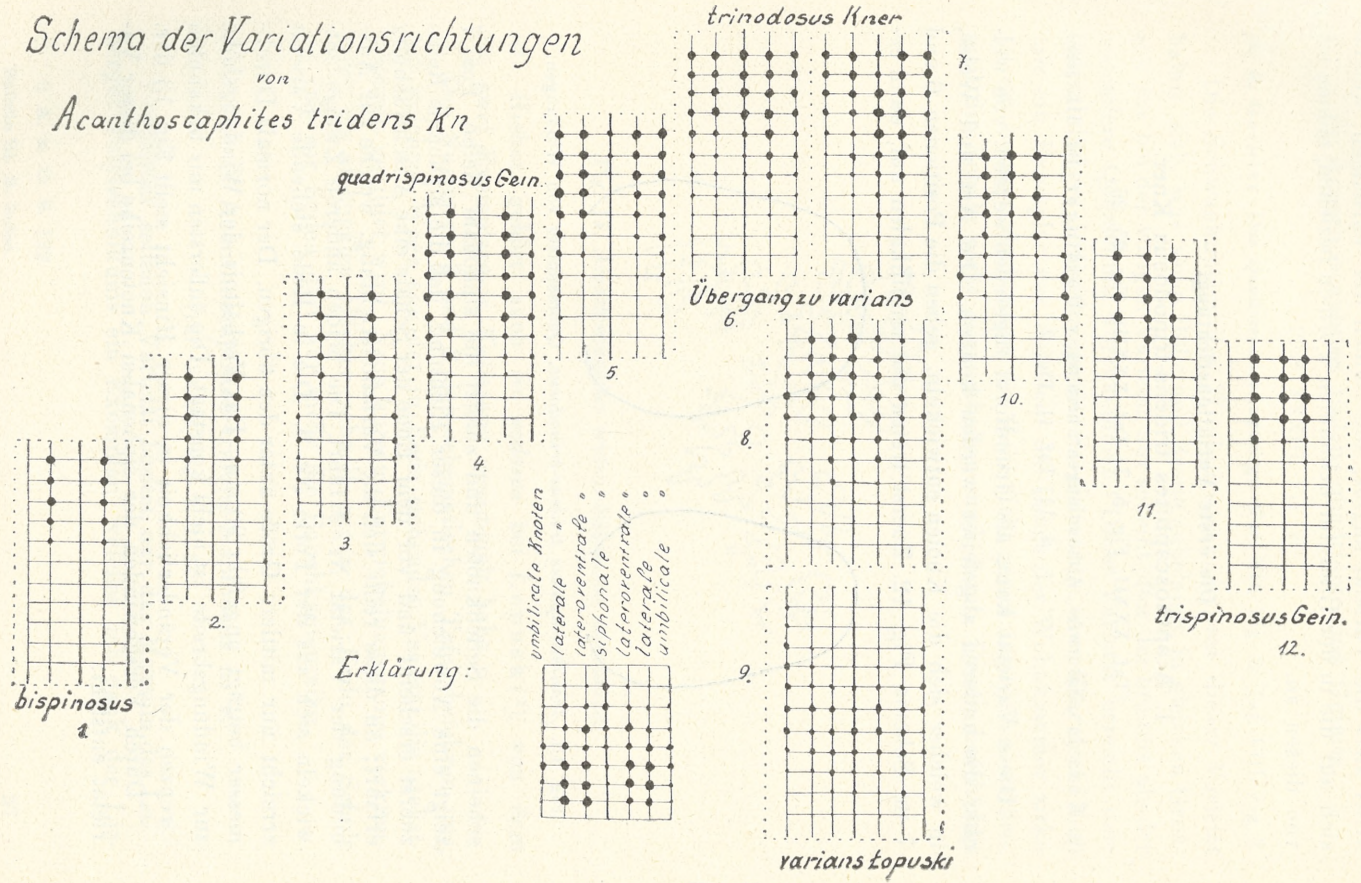 Schema der Variationsrichtungen
von
Acanthoscaphites tridens Kn
trinodosus Kner
7.
quadrispinosus Gein.
Übergang zu varians
6.
5.
10.
8.
4.
11.
3.
umbilicale Knoten
laterale "
lateroventrale "
siphonale "
lateroventrale "
laterale "
umbilicale "
2.
trispinosus Gein.
12.
Erklärung:
9.
bispinosus
1
varians Łopuski